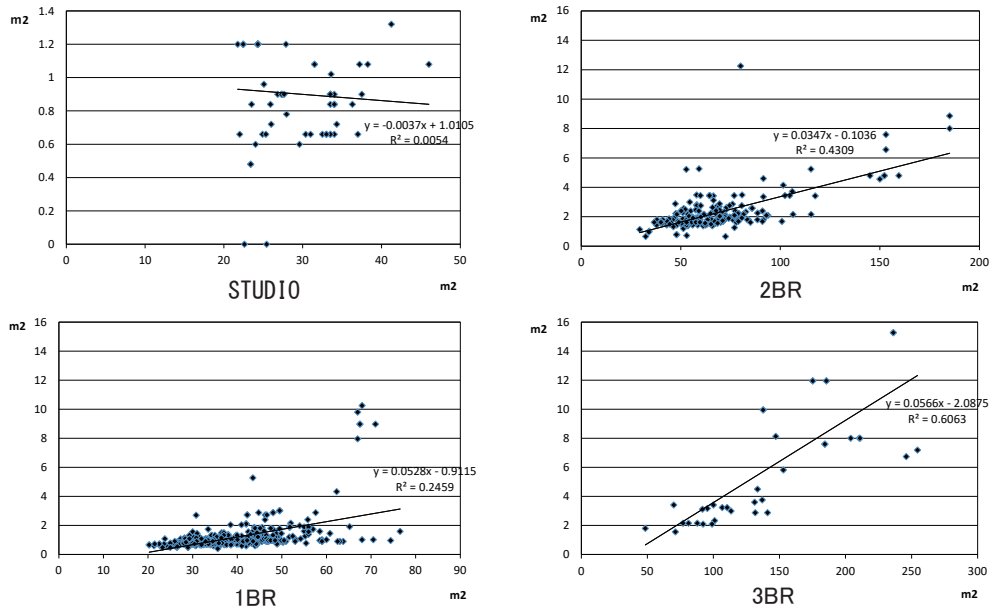 m2
1.4
1.2
1
0.8
0.6
0.4
0.2
0
y = -0.0037x + 1.0105
R² = 0.0054
0 10 20 30 40 50
STUDIO
m2
m2
16
14
12
10
8
6
4
2
0
y = 0.0347x - 0.1036
R² = 0.4309
0 50 100 150 200
2BR
m2
m2
16
14
12
10
8
6
4
2
0
y = 0.0528x - 0.9115
R² = 0.2459
0 10 20 30 40 50 60 70 80 90
1BR
m2
m2
16
14
12
10
8
6
4
2
0
y = 0.0566x - 2.0875
R² = 0.6063
0 50 100 150 200 250 300
3BR
m2